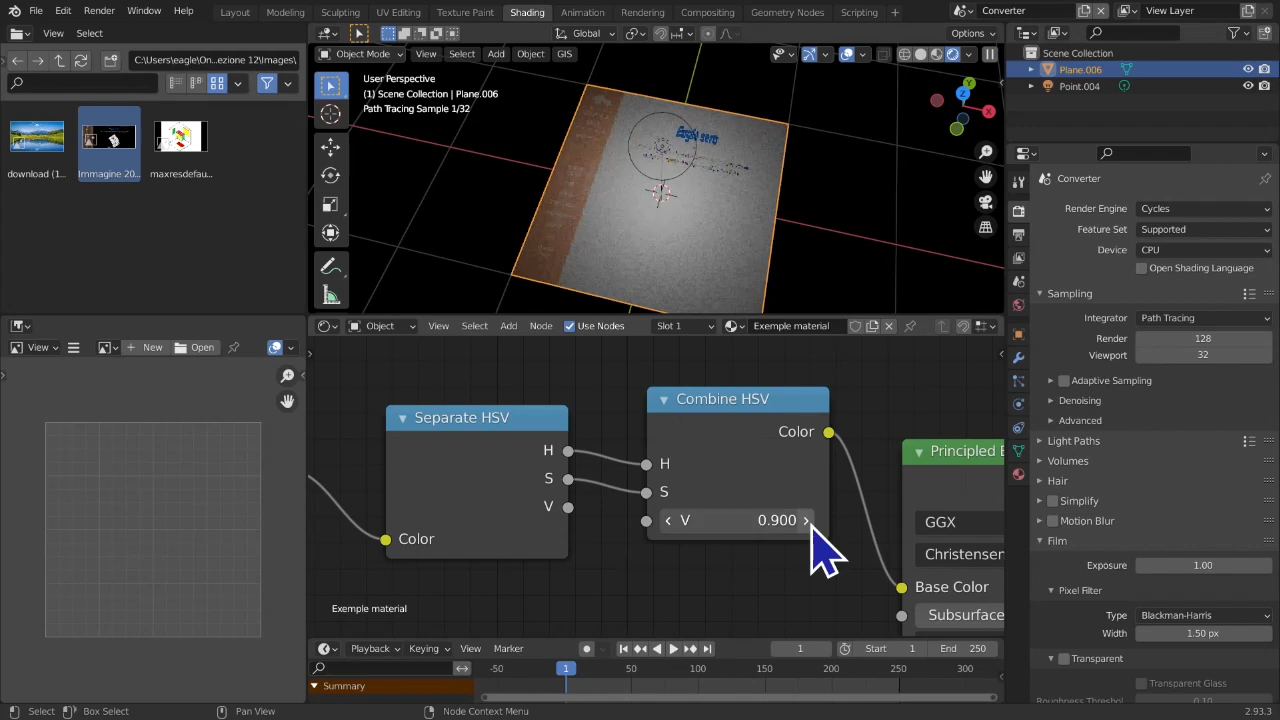 File Edit Render Window Help
Layout Modeling Sculpting UV Editing Texture Paint Shading Animation Rendering Compositing Geometry Nodes Scripting +
Converter
View Layer
View Select
C:\Users\eagle\On...ezione 12\Images\
download (1...
Immagine 20...
maxresdefau...
Global
Options
Object Mode View Select Add Object GIS
User Perspective
(1) Scene Collection | Plane.006
Path Tracing Sample 1/32
Scene Collection
Plane.006
Point.004
Converter
Render Engine Cycles
Feature Set Supported
Device CPU
Open Shading Language
Sampling
Integrator Path Tracing
Render 128
Viewport 32
Adaptive Sampling
Denoising
Advanced
Light Paths
Volumes
Hair
Simplify
Motion Blur
Film
Exposure 1.00
Pixel Filter
Type Blackman-Harris
Width 1.50 px
Transparent
Transparent Glass
View New Open
Object View Select Add Node Use Nodes Slot 1 Exemple material
Separate HSV
H
S
V
Color
Combine HSV
Color
H
S
V 0.900
GGX
Base Color
Exemple material
Playback Keying View Marker
1 Start 1 End 250
-50 1 50 100 150 200 250 300
Summary
Select Box Select Pan View Node Context Menu 2.93.3